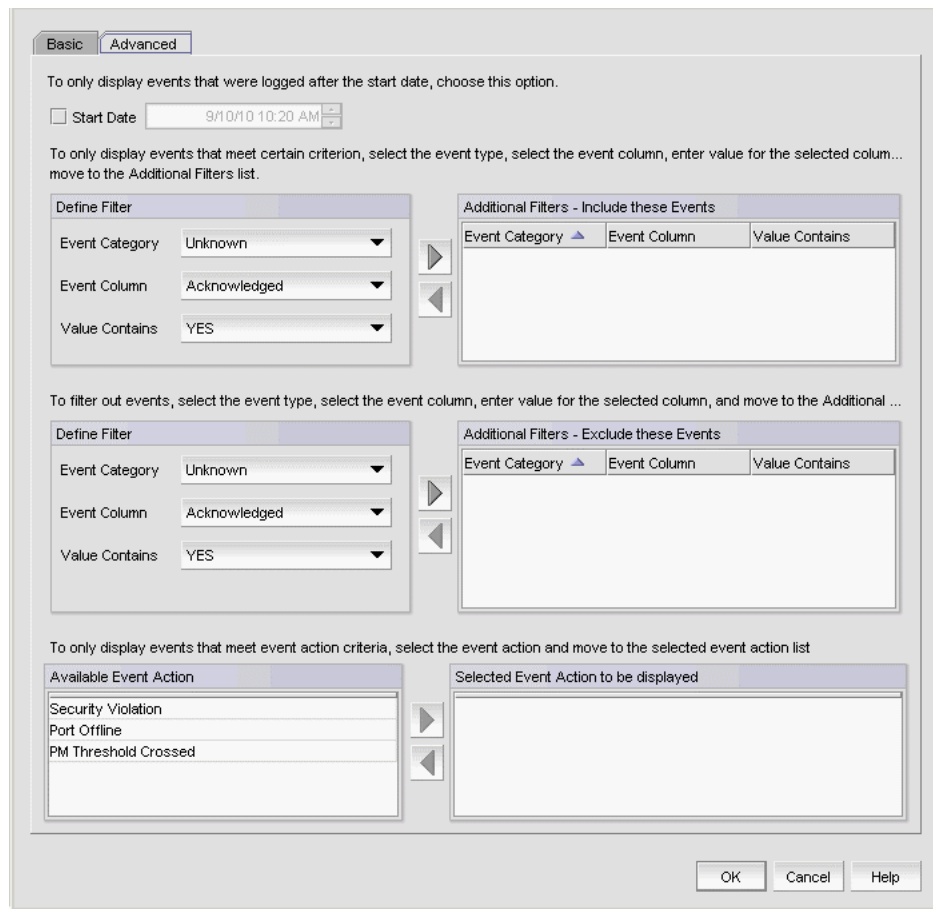 Basic Advanced
To only display events that were logged after the start date, choose this option.
Start Date 9/10/10 10:20 AM
To only display events that meet certain criterion, select the event type, select the event column, enter value for the selected colum...
move to the Additional Filters list.
Define Filter
Event Category Unknown
Event Column Acknowledged
Value Contains YES
Additional Filters - Include these Events
Event Category Event Column Value Contains
To filter out events, select the event type, select the event column, enter value for the selected column, and move to the Additional ...
Define Filter
Event Category Unknown
Event Column Acknowledged
Value Contains YES
Additional Filters - Exclude these Events
Event Category Event Column Value Contains
To only display events that meet event action criteria, select the event action and move to the selected event action list
Available Event Action
Security Violation
Port Offline
PM Threshold Crossed
Selected Event Action to be displayed
OK Cancel Help